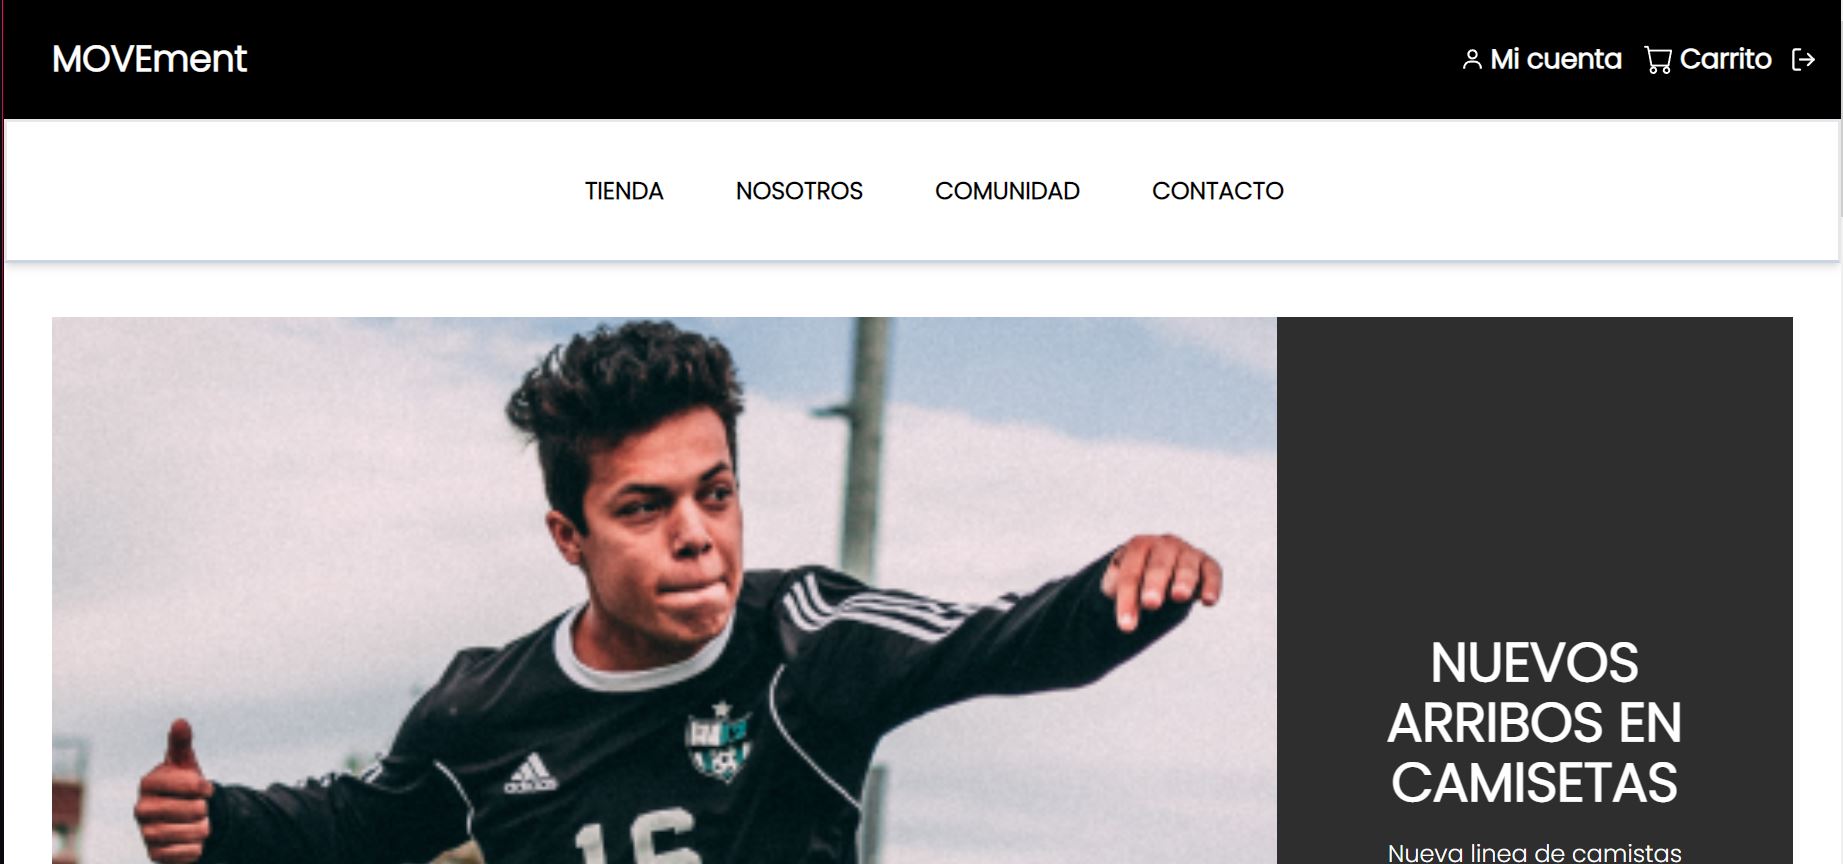 MOVEment
Mi cuenta
Carrito
TIENDA
NOSOTROS
COMUNIDAD
CONTACTO
adidas
16
NUEVOS
ARRIBOS EN
CAMISETAS
Nueva linea de camistas